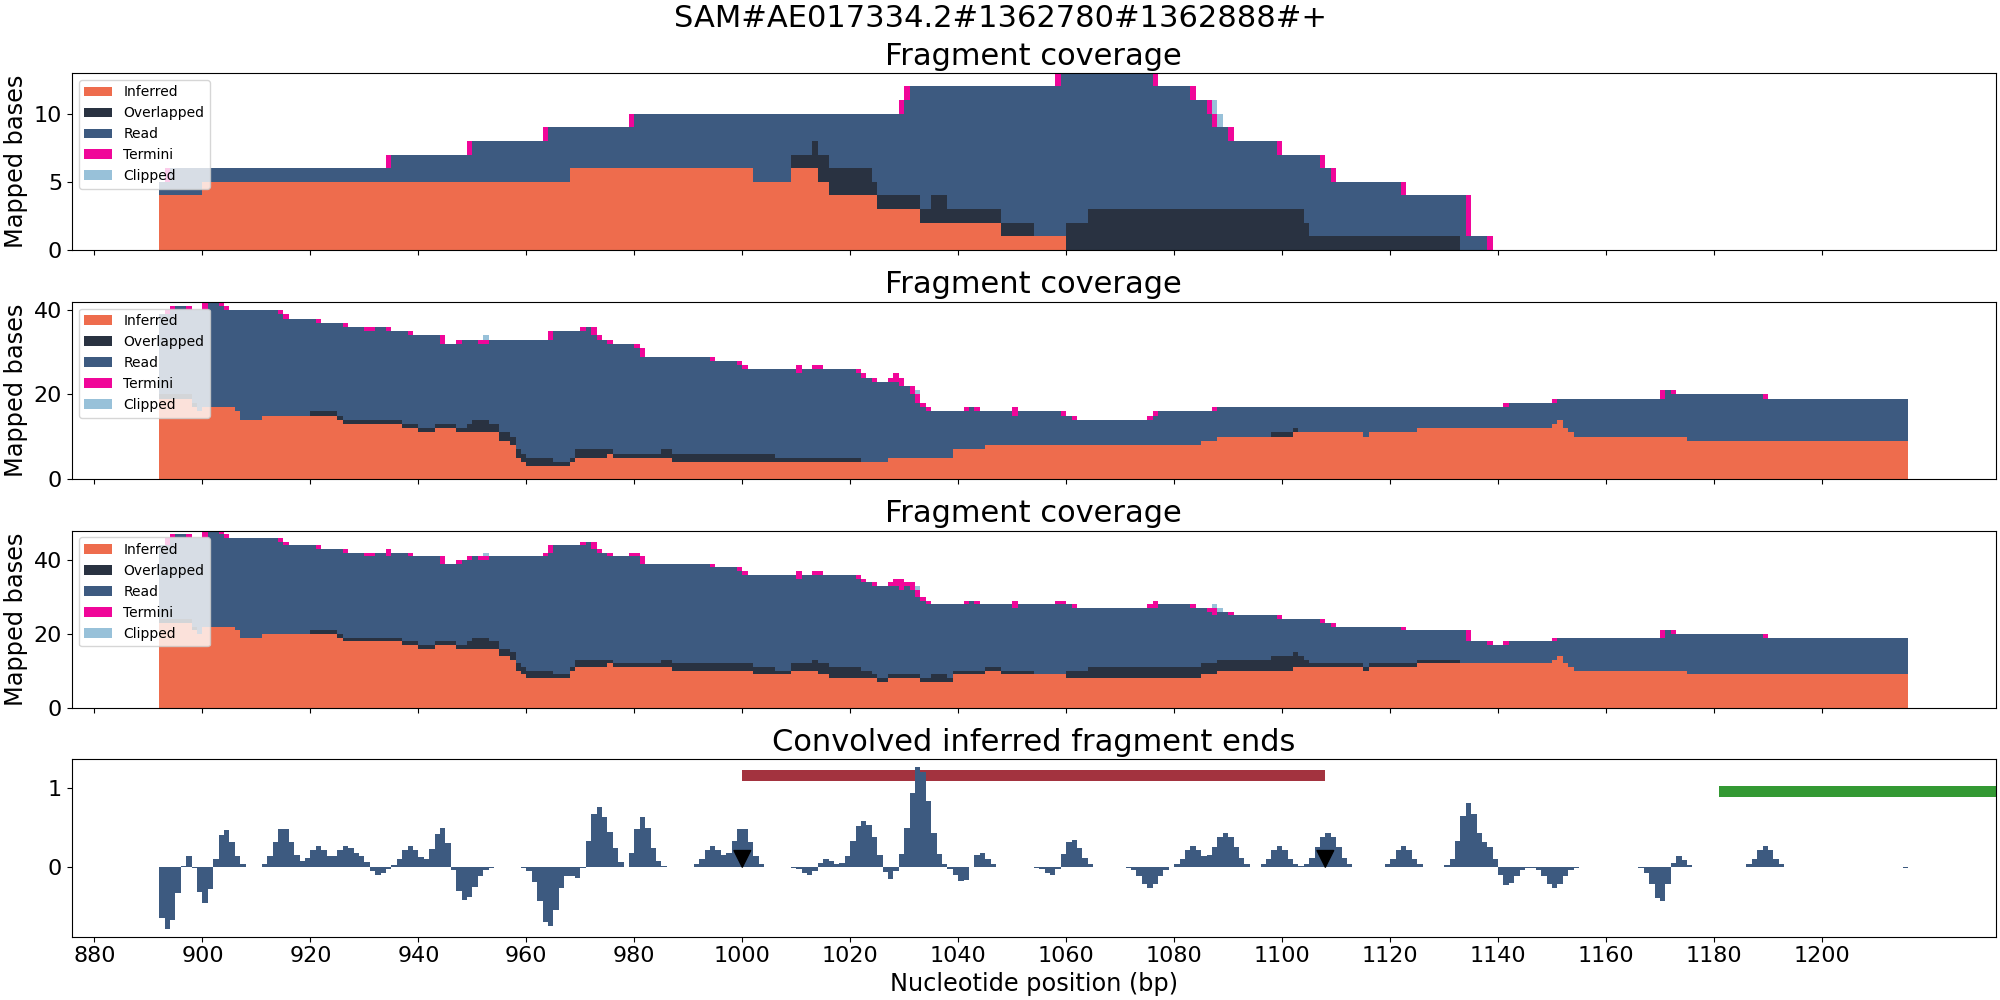 SAM#AE017334.2#1362780#1362888#+
Fragment coverage
Mapped bases
10
5
0
Inferred
Overlapped
Read
Termini
Clipped
Fragment coverage
Mapped bases
40
20
0
Inferred
Overlapped
Read
Termini
Clipped
Fragment coverage
Mapped bases
40
20
0
Inferred
Overlapped
Read
Termini
Clipped
Convolved inferred fragment ends
1
0
880 900 920 940 960 980 1000 1020 1040 1060 1080 1100 1120 1140 1160 1180 1200
Nucleotide position (bp)